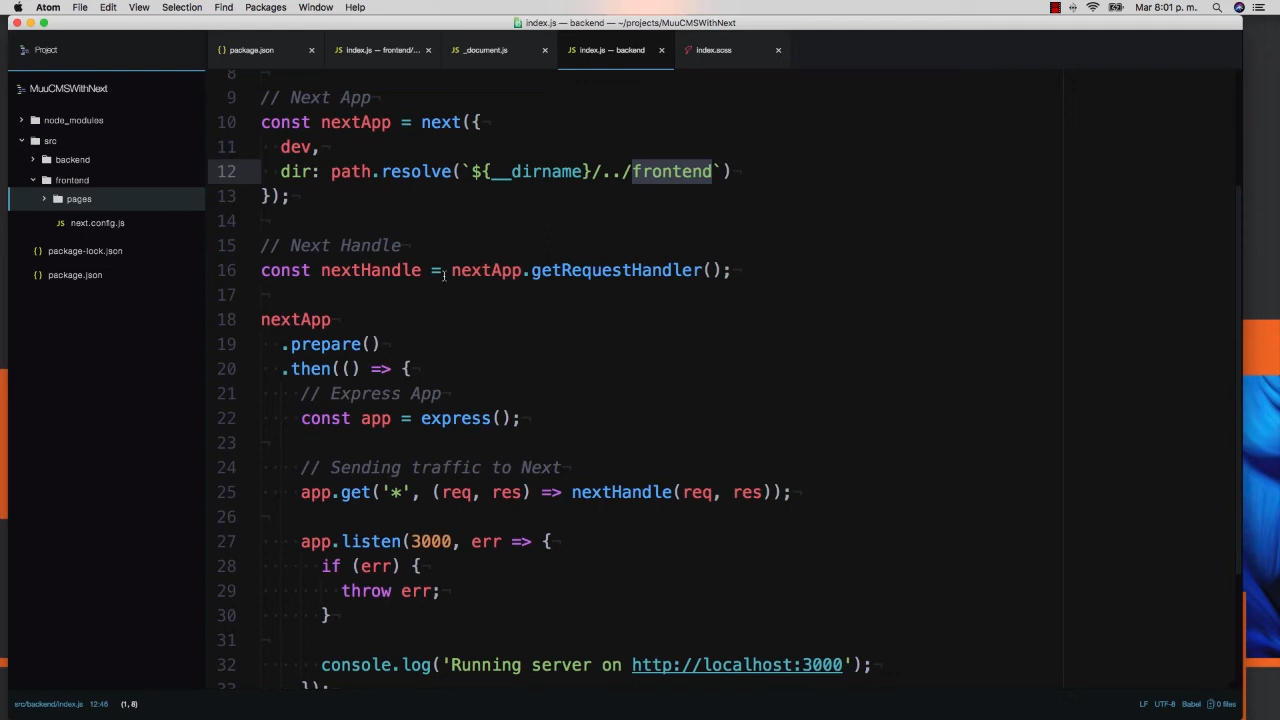 Atom File Edit View Selection Find Packages Window Help Mar 8:01 p. m.
index.js — backend — ~/projects/MuuCMSWithNext
Project
package.json index.js — frontend/... _document.js index.js — backend index.scss
MuuCMSWithNext
node_modules
src
backend
frontend
pages
JS next.config.js
{} package-lock.json
{} package.json
8
9 // Next App
10 const nextApp = next({
11 dev,
12 dir: path.resolve(`${__dirname}/../frontend`)
13 });
14
15 // Next Handle
16 const nextHandle = nextApp.getRequestHandler();
17
18 nextApp
19 .prepare()
20 .then(() => {
21 // Express App
22 const app = express();
23
24 // Sending traffic to Next
25 app.get('*', (req, res) => nextHandle(req, res));
26
27 app.listen(3000, err => {
28 if (err) {
29 throw err;
30 }
31
32 console.log('Running server on http://localhost:3000');
33 });
src/backend/index.js 12:46 (1, 8) LF UTF-8 Babel 0 files